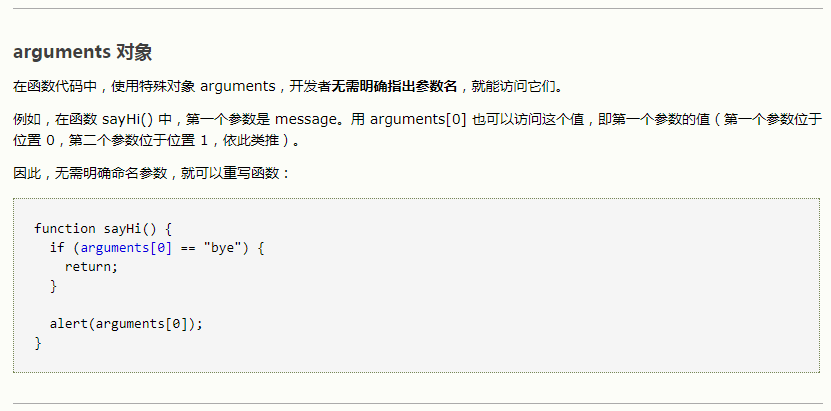 arguments 对象
在函数代码中，使用特殊对象 arguments，开发者无需明确指出参数名，就能访问它们。
例如，在函数 sayHi() 中，第一个参数是 message。用 arguments[0] 也可以访问这个值，即第一个参数的值（第一个参数位于
位置 0，第二个参数位于位置 1，依此类推）。
因此，无需明确命名参数，就可以重写函数：
function sayHi() {
  if (arguments[0] == "bye") {
    return;
  }
  alert(arguments[0]);
}